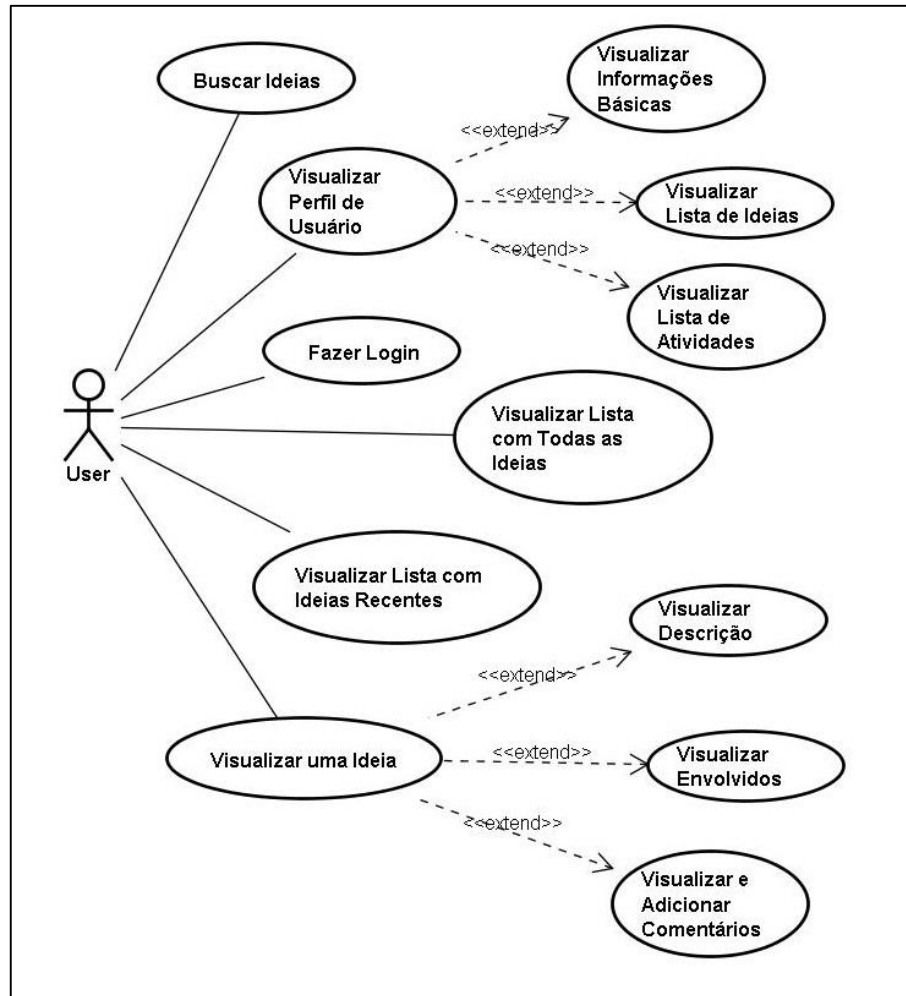 Buscar Ideias
Visualizar
Informações
Básicas
<<extend>>
Visualizar
Perfil de
Usuário
<<extend>>
Visualizar
Lista de Ideias
<<extend>>
Visualizar
Lista de
Atividades
Fazer Login
Visualizar Lista
com Todas as
Ideias
User
Visualizar Lista com
Ideias Recentes
Visualizar
Descrição
<<extend>>
Visualizar uma Ideia
<<extend>>
Visualizar
Envolvidos
<<extend>>
Visualizar e
Adicionar
Comentários